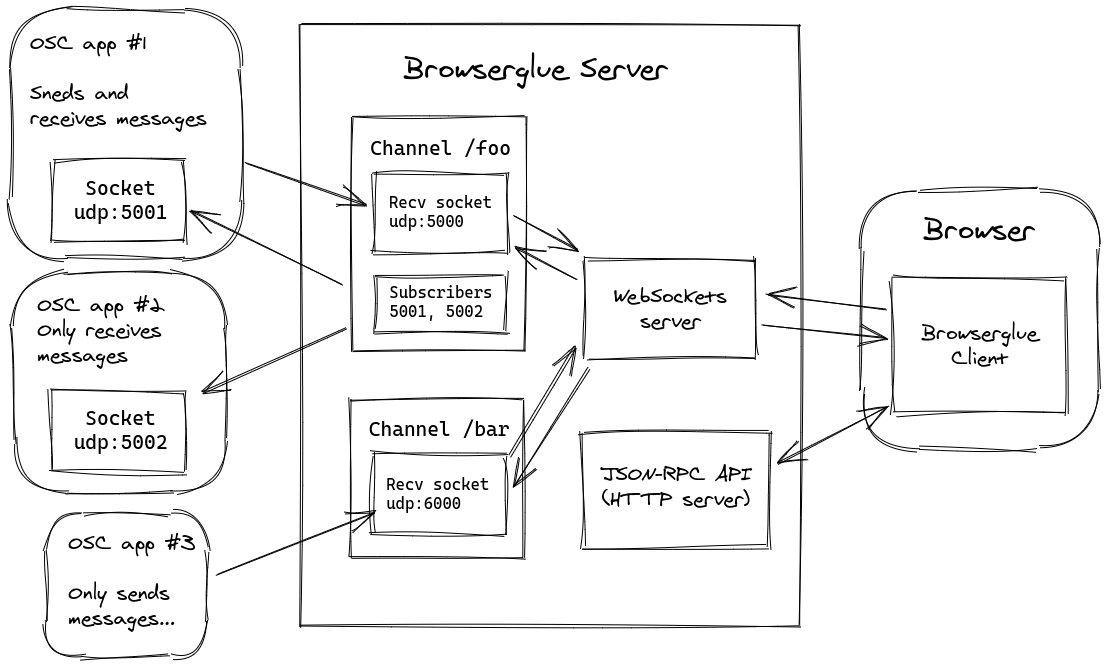 OSC app #1
Sneds and
receives messages
Socket
udp:5001
OSC app #2
Only receives
messages
Socket
udp:5002
OSC app #3
Only sends
messages...
Browserglue Server
Channel /foo
Recv socket
udp:5000
Subscribers
5001, 5002
Channel /bar
Recv socket
udp:6000
WebSockets
server
JSON-RPC API
(HTTP server)
Browser
Browserglue
Client